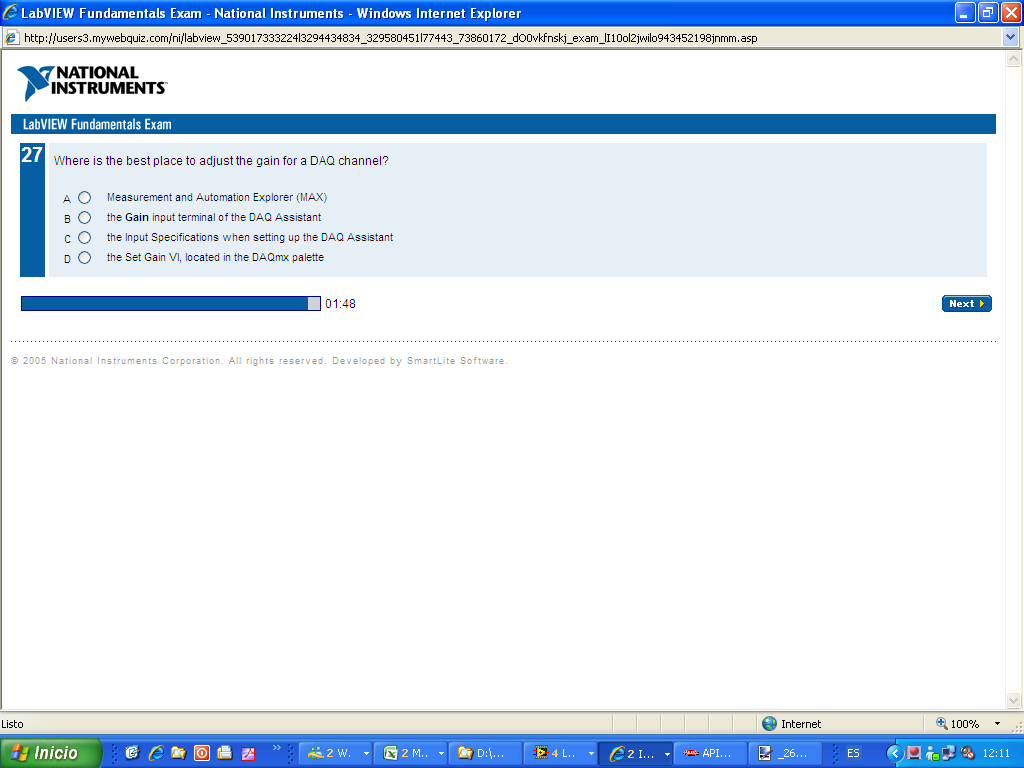 LabVIEW Fundamentals Exam - National Instruments - Windows Internet Explorer
http://users3.mywebquiz.com/ni/labview_539017333224l3294434834_329580451l77443_73860172_dO0vkfnskj_exam_lI10ol2jwilo943452198jnmm.asp
NATIONAL
INSTRUMENTS™
LabVIEW Fundamentals Exam
27 Where is the best place to adjust the gain for a DAQ channel?
A Measurement and Automation Explorer (MAX)
B the Gain input terminal of the DAQ Assistant
C the Input Specifications when setting up the DAQ Assistant
D the Set Gain VI, located in the DAQmx palette
01:48
Next
© 2005 National Instruments Corporation. All rights reserved. Developed by SmartLite Software.
Listo Internet 100%
Inicio 2 W... 2 M... D:\... 4 L... 2 I... API... _26... ES 12:11